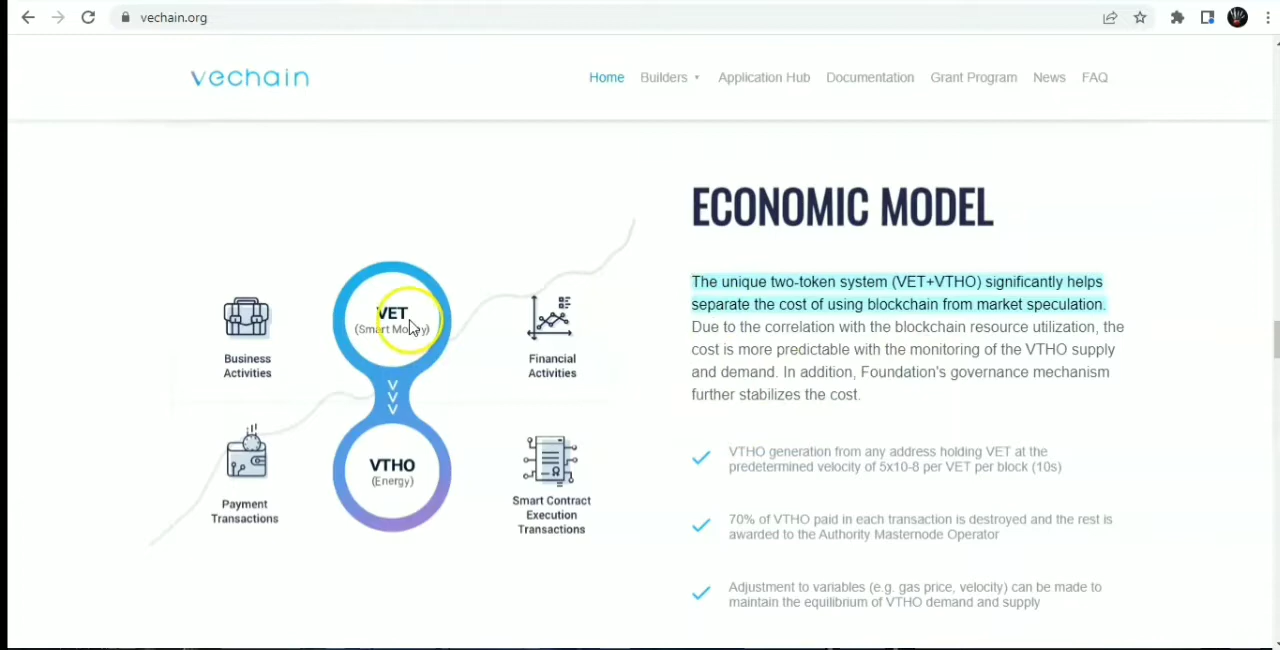 vechain.org
vechain
Home Builders Application Hub Documentation Grant Program News FAQ
ECONOMIC MODEL
The unique two-token system (VET+VTHO) significantly helps
separate the cost of using blockchain from market speculation.
Due to the correlation with the blockchain resource utilization, the
cost is more predictable with the monitoring of the VTHO supply
and demand. In addition, Foundation's governance mechanism
further stabilizes the cost.
VTHO generation from any address holding VET at the
predetermined velocity of 5x10-8 per VET per block (10s)
70% of VTHO paid in each transaction is destroyed and the rest is
awarded to the Authority Masternode Operator
Adjustment to variables (e.g. gas price, velocity) can be made to
maintain the equilibrium of VTHO demand and supply
VET
(Smart Money)
Business
Activities
Financial
Activities
VTHO
(Energy)
Payment
Transactions
Smart Contract
Execution
Transactions